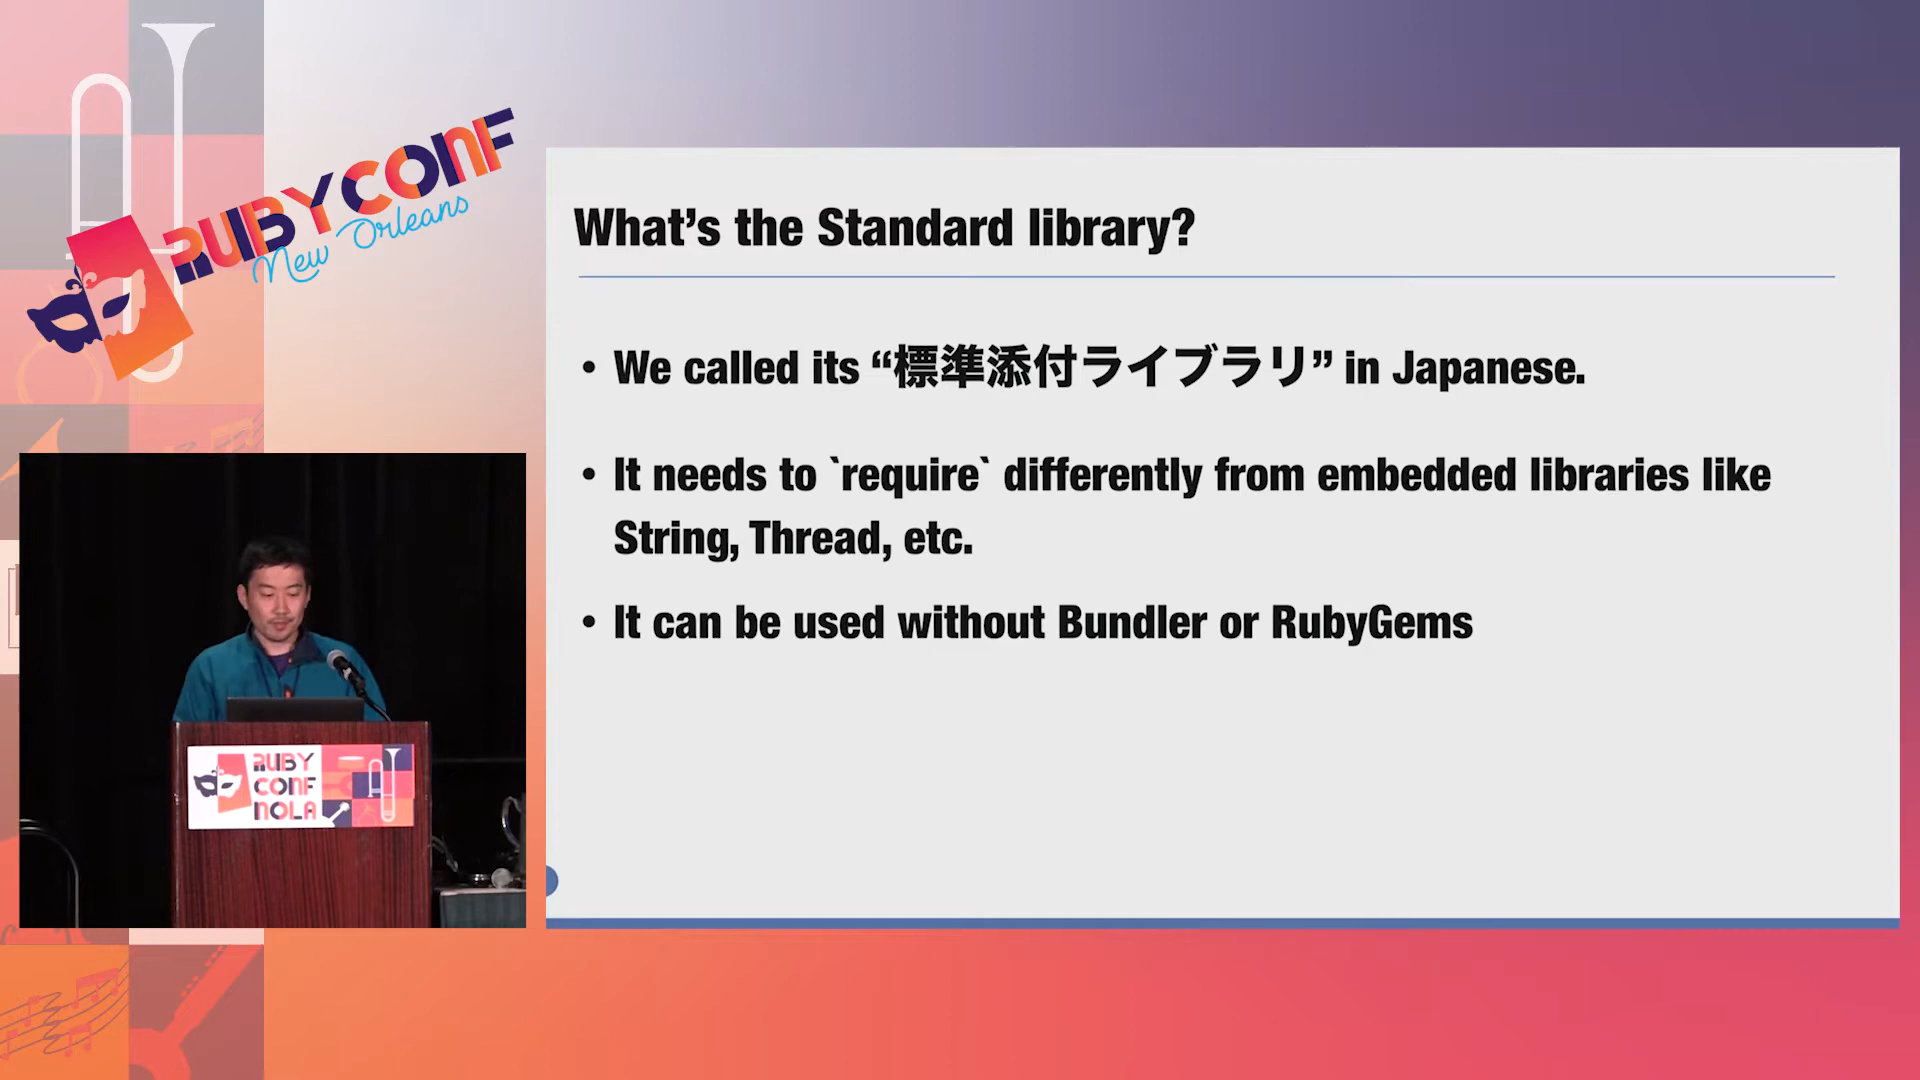 RUBYCONF
New Orleans
What's the Standard library?
• We called its “標準添付ライブラリ” in Japanese.
• It needs to `require` differently from embedded libraries like
String, Thread, etc.
• It can be used without Bundler or RubyGems
RUBY
CONF
NOLA